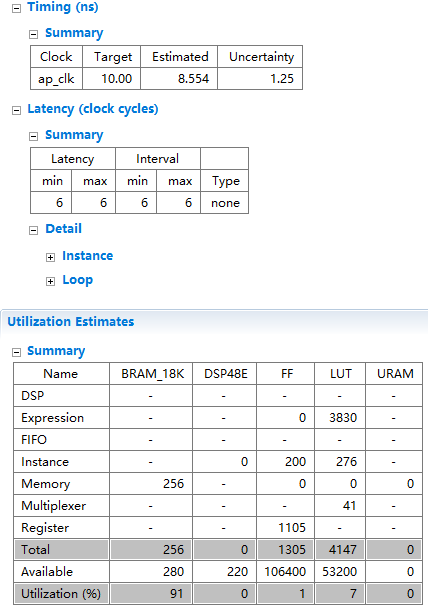 Timing (ns)
Summary
Clock Target Estimated Uncertainty
ap_clk 10.00 8.554 1.25
Latency (clock cycles)
Summary
Latency Interval
min max min max Type
6 6 6 6 none
Detail
Instance
Loop
Utilization Estimates
Summary
Name BRAM_18K DSP48E FF LUT URAM
DSP - - - - -
Expression - - 0 3830 -
FIFO - - - - -
Instance - 0 200 276 -
Memory 256 - 0 0 0
Multiplexer - - - 41 -
Register - - 1105 - -
Total 256 0 1305 4147 0
Available 280 220 106400 53200 0
Utilization (%) 91 0 1 7 0